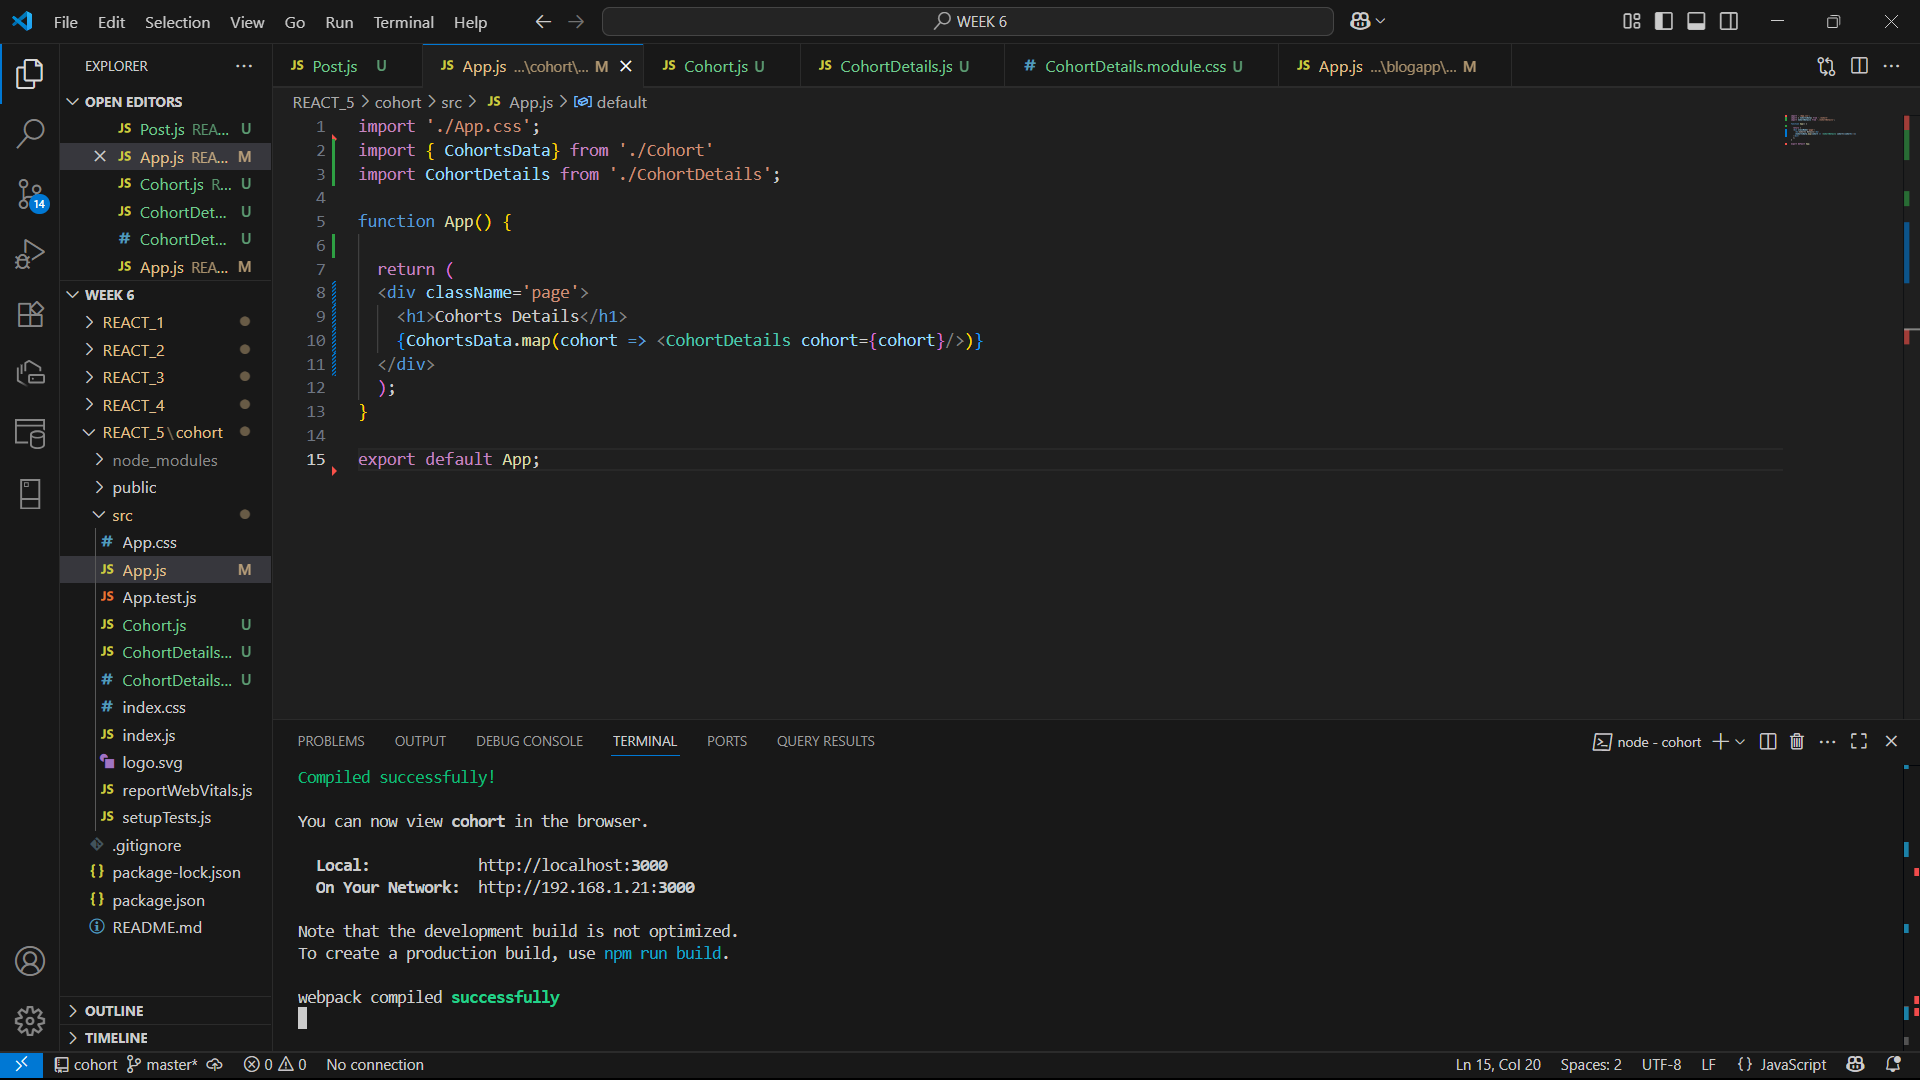 File Edit Selection View Go Run Terminal Help
WEEK 6
EXPLORER
OPEN EDITORS
JS Post.js REA... U
JS App.js REA... M
JS Cohort.js R... U
JS CohortDet... U
# CohortDet... U
JS App.js REA... M
WEEK 6
REACT_1
REACT_2
REACT_3
REACT_4
REACT_5\cohort
node_modules
public
src
# App.css
JS App.js M
JS App.test.js
JS Cohort.js U
JS CohortDetails... U
# CohortDetails... U
# index.css
JS index.js
logo.svg
JS reportWebVitals.js
JS setupTests.js
.gitignore
{} package-lock.json
{} package.json
README.md
OUTLINE
TIMELINE
14
JS Post.js U
JS App.js ...\cohort\... M
JS Cohort.js U
JS CohortDetails.js U
# CohortDetails.module.css U
JS App.js ...\blogapp\... M
REACT_5 > cohort > src > JS App.js > default
1 import './App.css';
2 import { CohortsData} from './Cohort'
3 import CohortDetails from './CohortDetails';
4
5 function App() {
6
7 return (
8 <div className='page'>
9 <h1>Cohorts Details</h1>
10 {CohortsData.map(cohort => <CohortDetails cohort={cohort}/>)}
11 </div>
12 );
13 }
14
15 export default App;
PROBLEMS OUTPUT DEBUG CONSOLE TERMINAL PORTS QUERY RESULTS
node - cohort
Compiled successfully!
You can now view cohort in the browser.
Local: http://localhost:3000
On Your Network: http://192.168.1.21:3000
Note that the development build is not optimized.
To create a production build, use npm run build.
webpack compiled successfully
cohort master* 0 0 No connection
Ln 15, Col 20 Spaces: 2 UTF-8 LF {} JavaScript